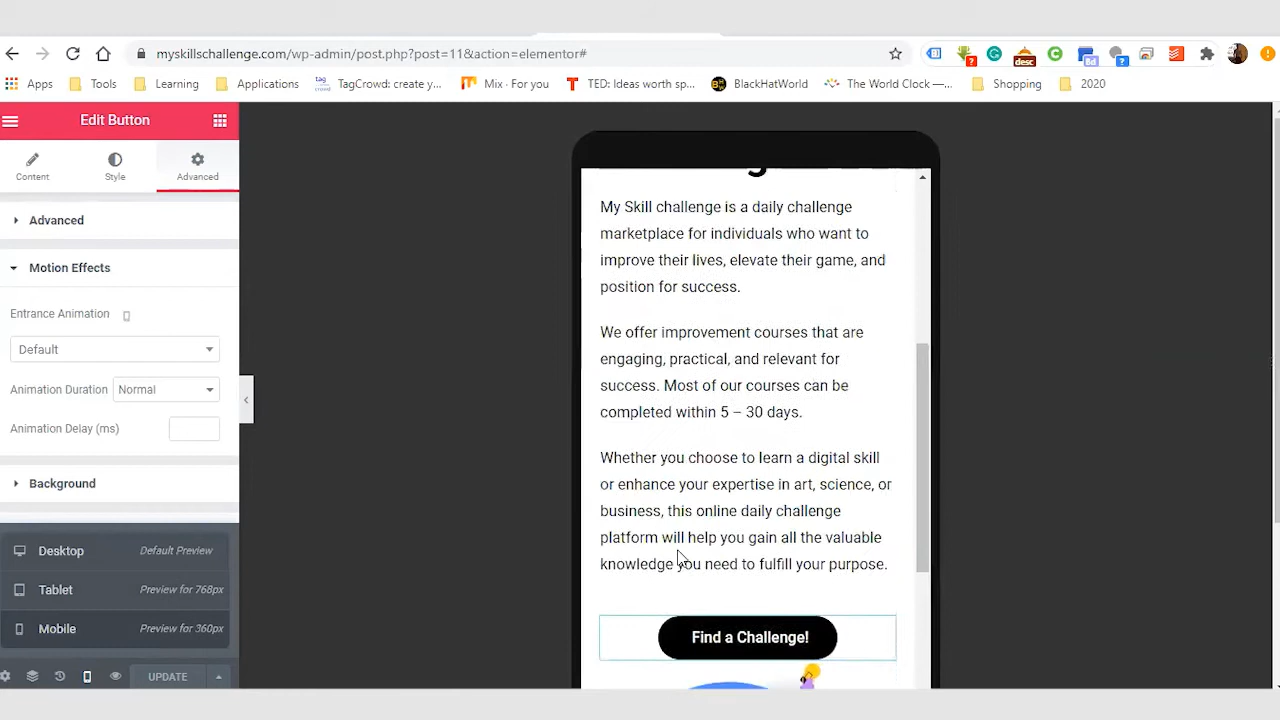 myskillschallenge.com/wp-admin/post.php?post=11&action=elementor#
? desc Bd ?
Apps Tools Learning Applications TagCrowd: create y... Mix · For you TED: Ideas worth sp... BlackHatWorld The World Clock —... Shopping 2020
Edit Button
Content Style Advanced
Advanced
Motion Effects
Entrance Animation
Default
Animation Duration Normal
Animation Delay (ms)
Background
Desktop Default Preview
Tablet Preview for 768px
Mobile Preview for 360px
UPDATE
My Skill challenge is a daily challenge
marketplace for individuals who want to
improve their lives, elevate their game, and
position for success.
We offer improvement courses that are
engaging, practical, and relevant for
success. Most of our courses can be
completed within 5 – 30 days.
Whether you choose to learn a digital skill
or enhance your expertise in art, science, or
business, this online daily challenge
platform will help you gain all the valuable
knowledge you need to fulfill your purpose.
Find a Challenge!